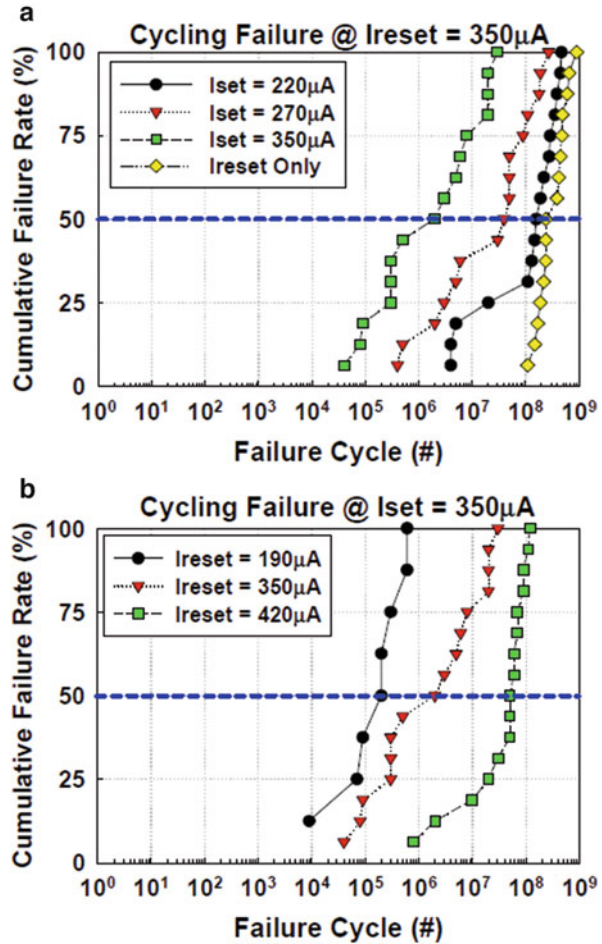 a
Cycling Failure @ Ireset = 350µA
Cumulative Failure Rate (%)
100
75
50
25
0
Iset = 220µA
Iset = 270µA
Iset = 350µA
Ireset Only
10⁰ 10¹ 10² 10³ 10⁴ 10⁵ 10⁶ 10⁷ 10⁸ 10⁹
Failure Cycle (#)
b
Cycling Failure @ Iset = 350µA
Cumulative Failure Rate (%)
100
75
50
25
0
Ireset = 190µA
Ireset = 350µA
Ireset = 420µA
10⁰ 10¹ 10² 10³ 10⁴ 10⁵ 10⁶ 10⁷ 10⁸ 10⁹
Failure Cycle (#)